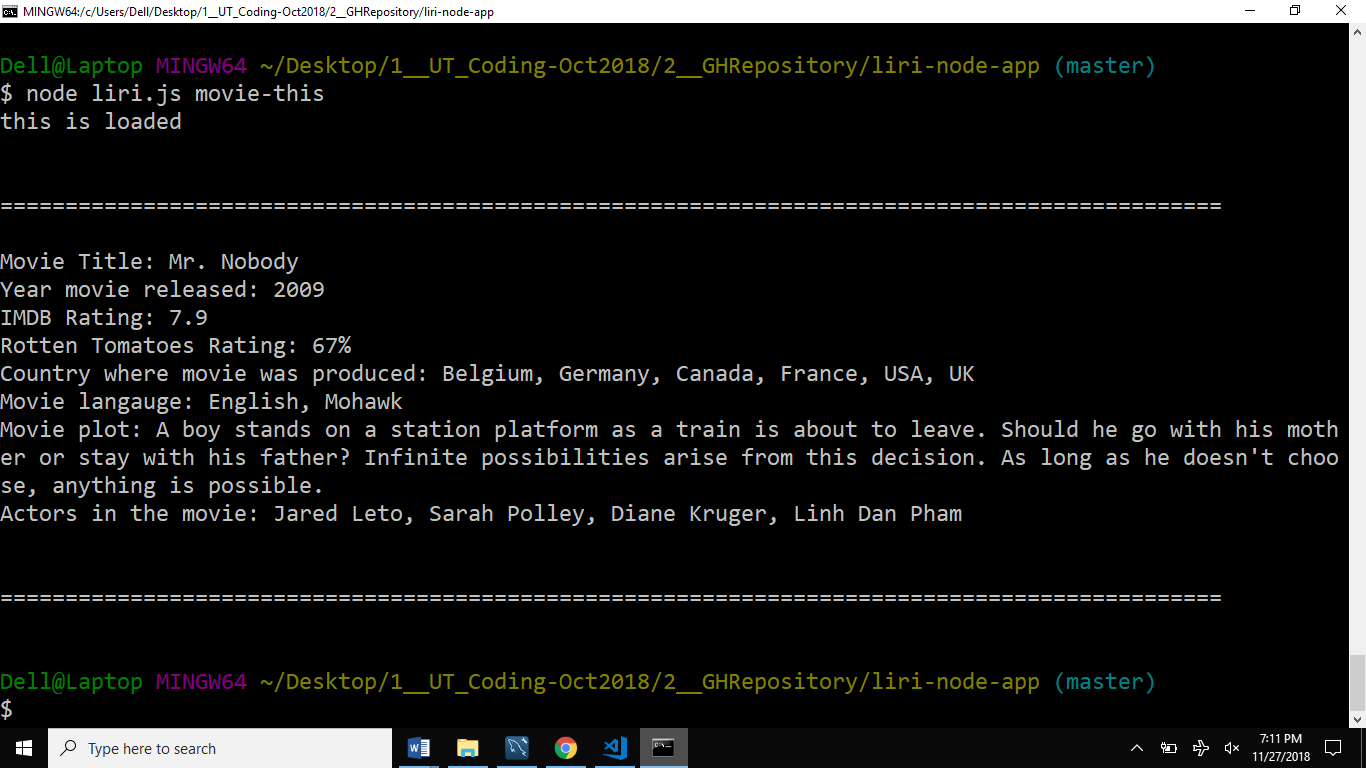 MINGW64:/c/Users/Dell/Desktop/1__UT_Coding-Oct2018/2__GHRepository/liri-node-app
Dell@Laptop MINGW64 ~/Desktop/1__UT_Coding-Oct2018/2__GHRepository/liri-node-app (master)
$ node liri.js movie-this
this is loaded
==============================================================================================
Movie Title: Mr. Nobody
Year movie released: 2009
IMDB Rating: 7.9
Rotten Tomatoes Rating: 67%
Country where movie was produced: Belgium, Germany, Canada, France, USA, UK
Movie langauge: English, Mohawk
Movie plot: A boy stands on a station platform as a train is about to leave. Should he go with his moth
er or stay with his father? Infinite possibilities arise from this decision. As long as he doesn't choo
se, anything is possible.
Actors in the movie: Jared Leto, Sarah Polley, Diane Kruger, Linh Dan Pham
==============================================================================================
Dell@Laptop MINGW64 ~/Desktop/1__UT_Coding-Oct2018/2__GHRepository/liri-node-app (master)
$
Type here to search
7:11 PM
11/27/2018